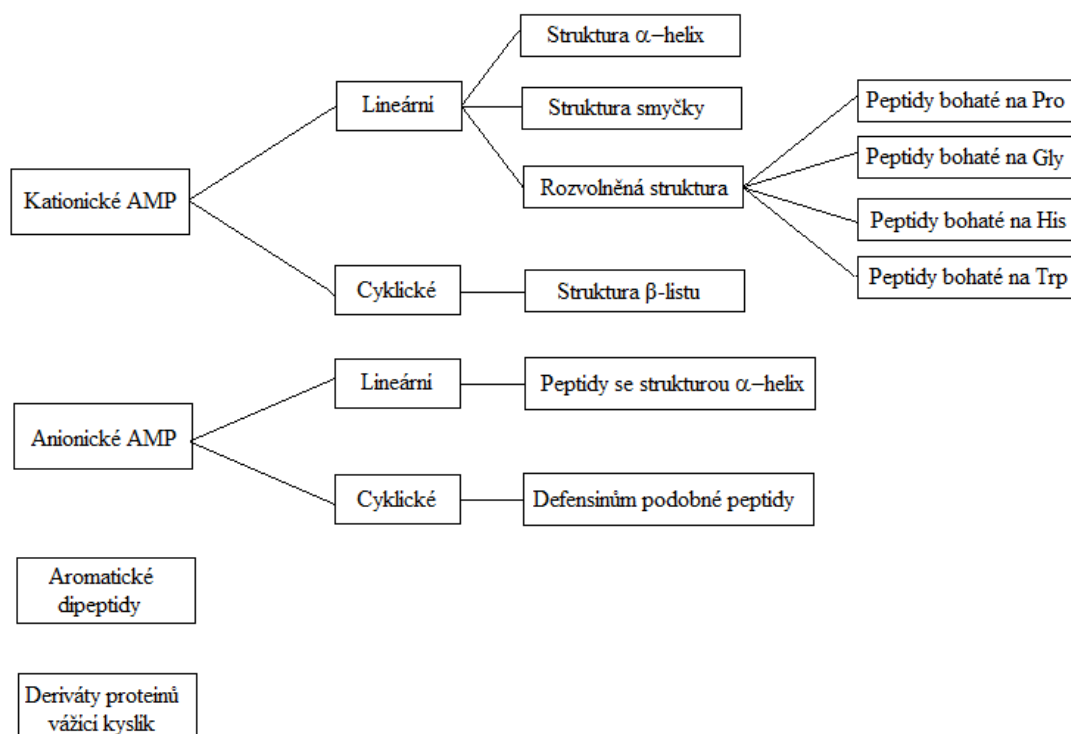 Kationické AMP
Lineární
Struktura α−helix
Struktura smyčky
Rozvolněná struktura
Peptidy bohaté na Pro
Peptidy bohaté na Gly
Peptidy bohaté na His
Peptidy bohaté na Trp
Cyklické
Struktura β-listu
Anionické AMP
Lineární
Peptidy se strukturou α−helix
Cyklické
Defensinům podobné peptidy
Aromatické
dipeptidy
Deriváty proteinů
vážící kyslík